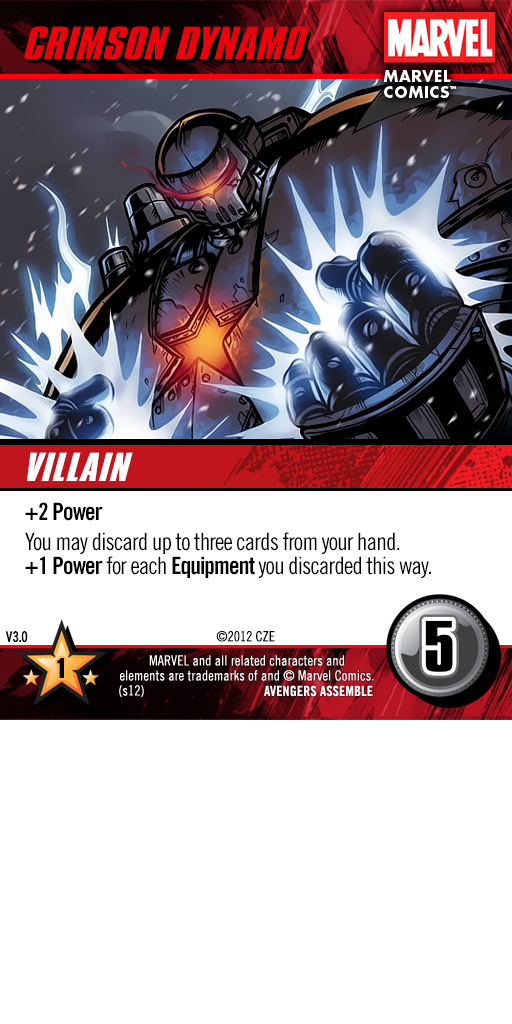 CRIMSON DYNAMO
MARVEL
MARVEL
COMICS™
VILLAIN
+2 Power
You may discard up to three cards from your hand.
+1 Power for each Equipment you discarded this way.
V3.0
©2012 CZE
5
1
MARVEL and all related characters and
elements are trademarks of and © Marvel Comics.
(s12) AVENGERS ASSEMBLE